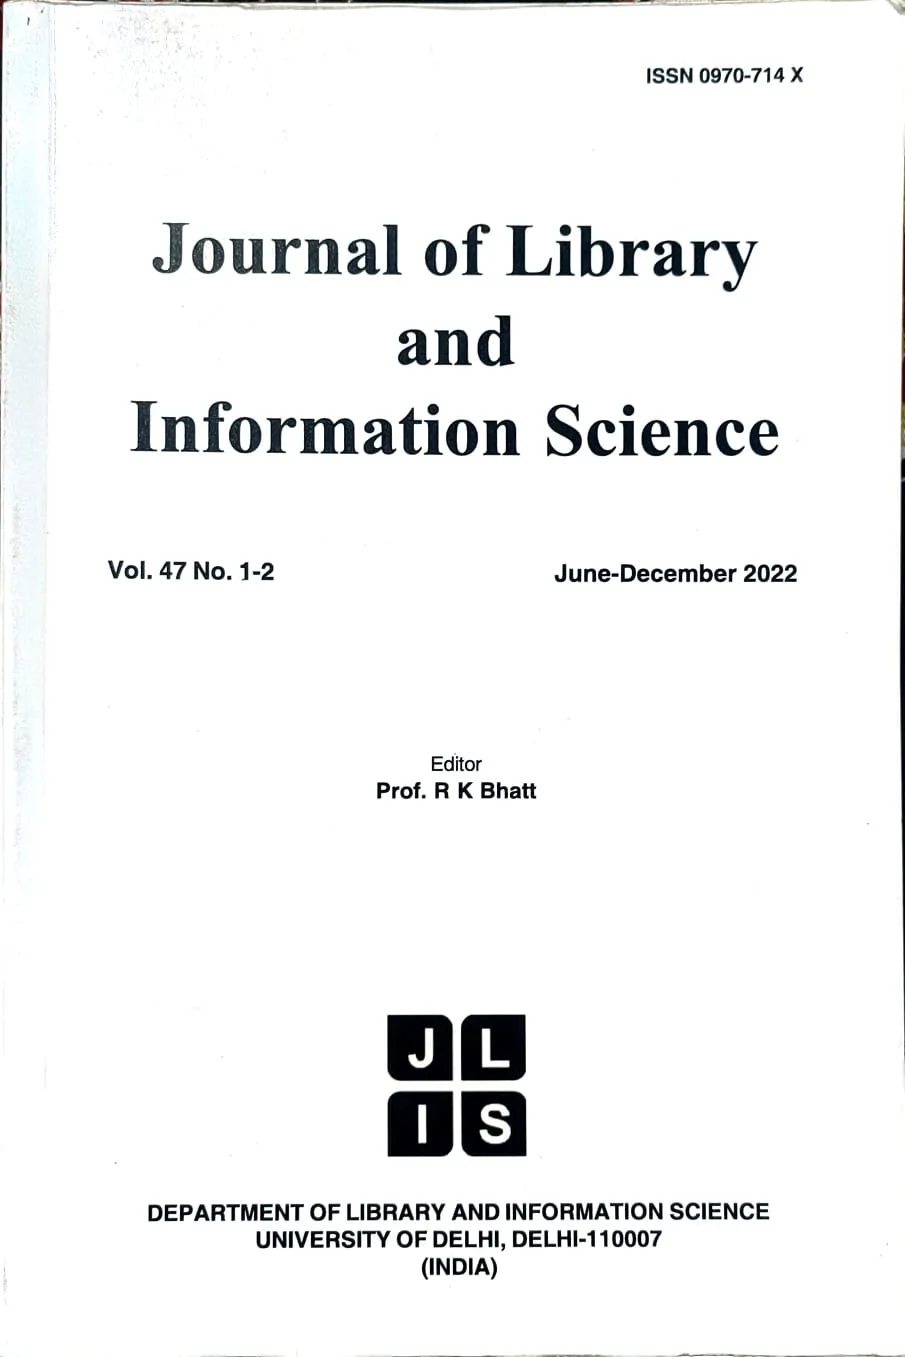 ISSN 0970-714 X
Journal of Library
and
Information Science
Vol. 47 No. 1-2 June-December 2022
Editor
Prof. R K Bhatt
J L
I S
DEPARTMENT OF LIBRARY AND INFORMATION SCIENCE
UNIVERSITY OF DELHI, DELHI-110007
(INDIA)